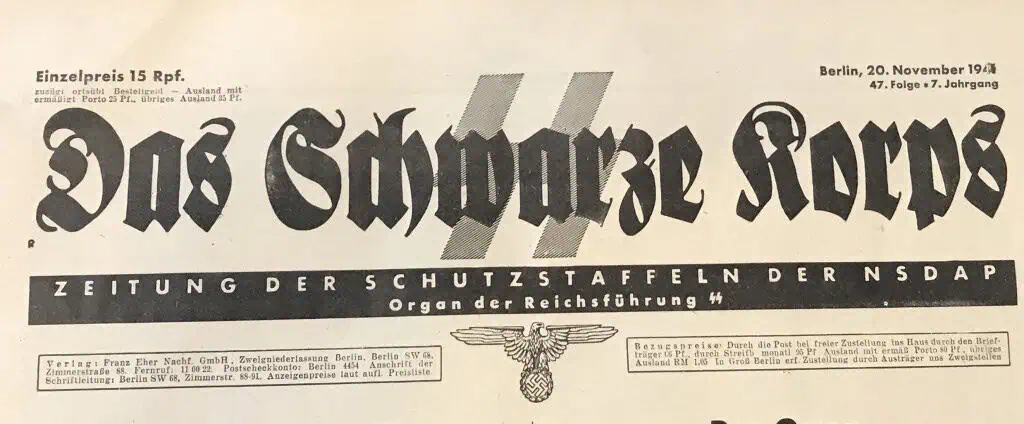 Einzelpreis 15 Rpf.
zuzügl ortsübl Bestellgeld — Ausland mit
ermäßigt Porto 25 Pf., übriges Ausland 35 Pf.
Berlin, 20. November 1941
47. Folge • 7. Jahrgang
Das Schwarze Korps
ZEITUNG DER SCHUTZSTAFFELN DER NSDAP
Organ der Reichsführung ᛋᛋ
Verlag: Franz Eher Nachf. GmbH., Zweigniederlassung Berlin, Berlin SW 68,
Zimmerstraße 88. Fernruf: 11 00 22. Postscheckkonto: Berlin 4454 Anschrift der
Schriftleitung: Berlin SW 68, Zimmerstr. 88-91. Anzeigenpreise laut aufl. Preisliste.
Bezugspreise: Durch die Post bei freier Zustellung ins Haus durch den Brief-
träger 66 Pf., durch Streifb monatl 95 Pf Ausland mit ermäß Porto 80 Pf., übriges
Ausland RM 1,05 In Groß Berlin erf. Zustellung durch Austräger uns Zweigstellen